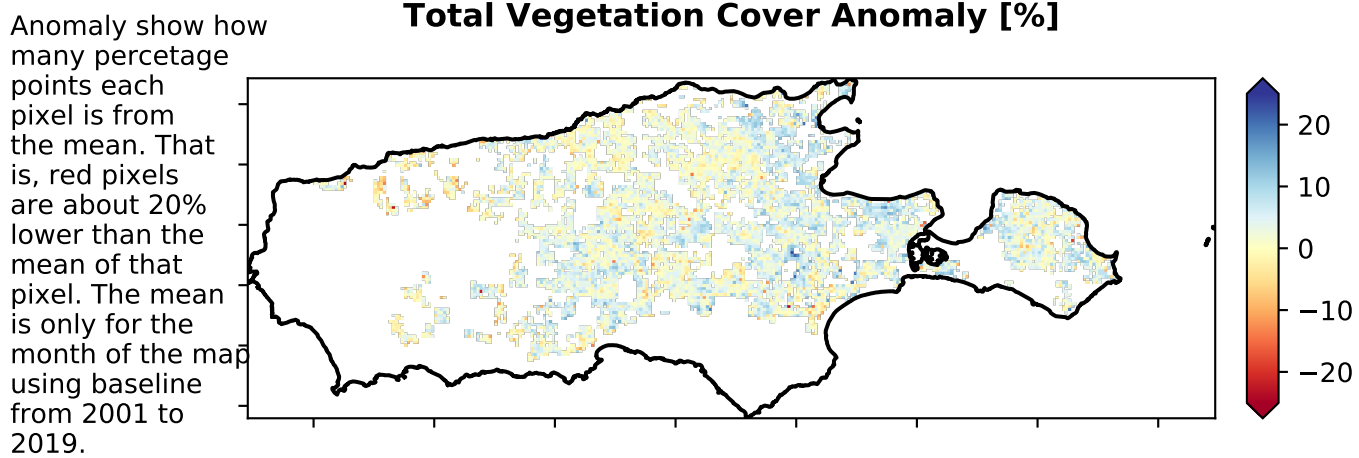 Total Vegetation Cover Anomaly [%]
Anomaly show how
many percetage
points each
pixel is from
the mean. That
is, red pixels
are about 20%
lower than the
mean of that
pixel. The mean
is only for the
month of the map
using baseline
from 2001 to
2019.
20
10
0
−10
−20